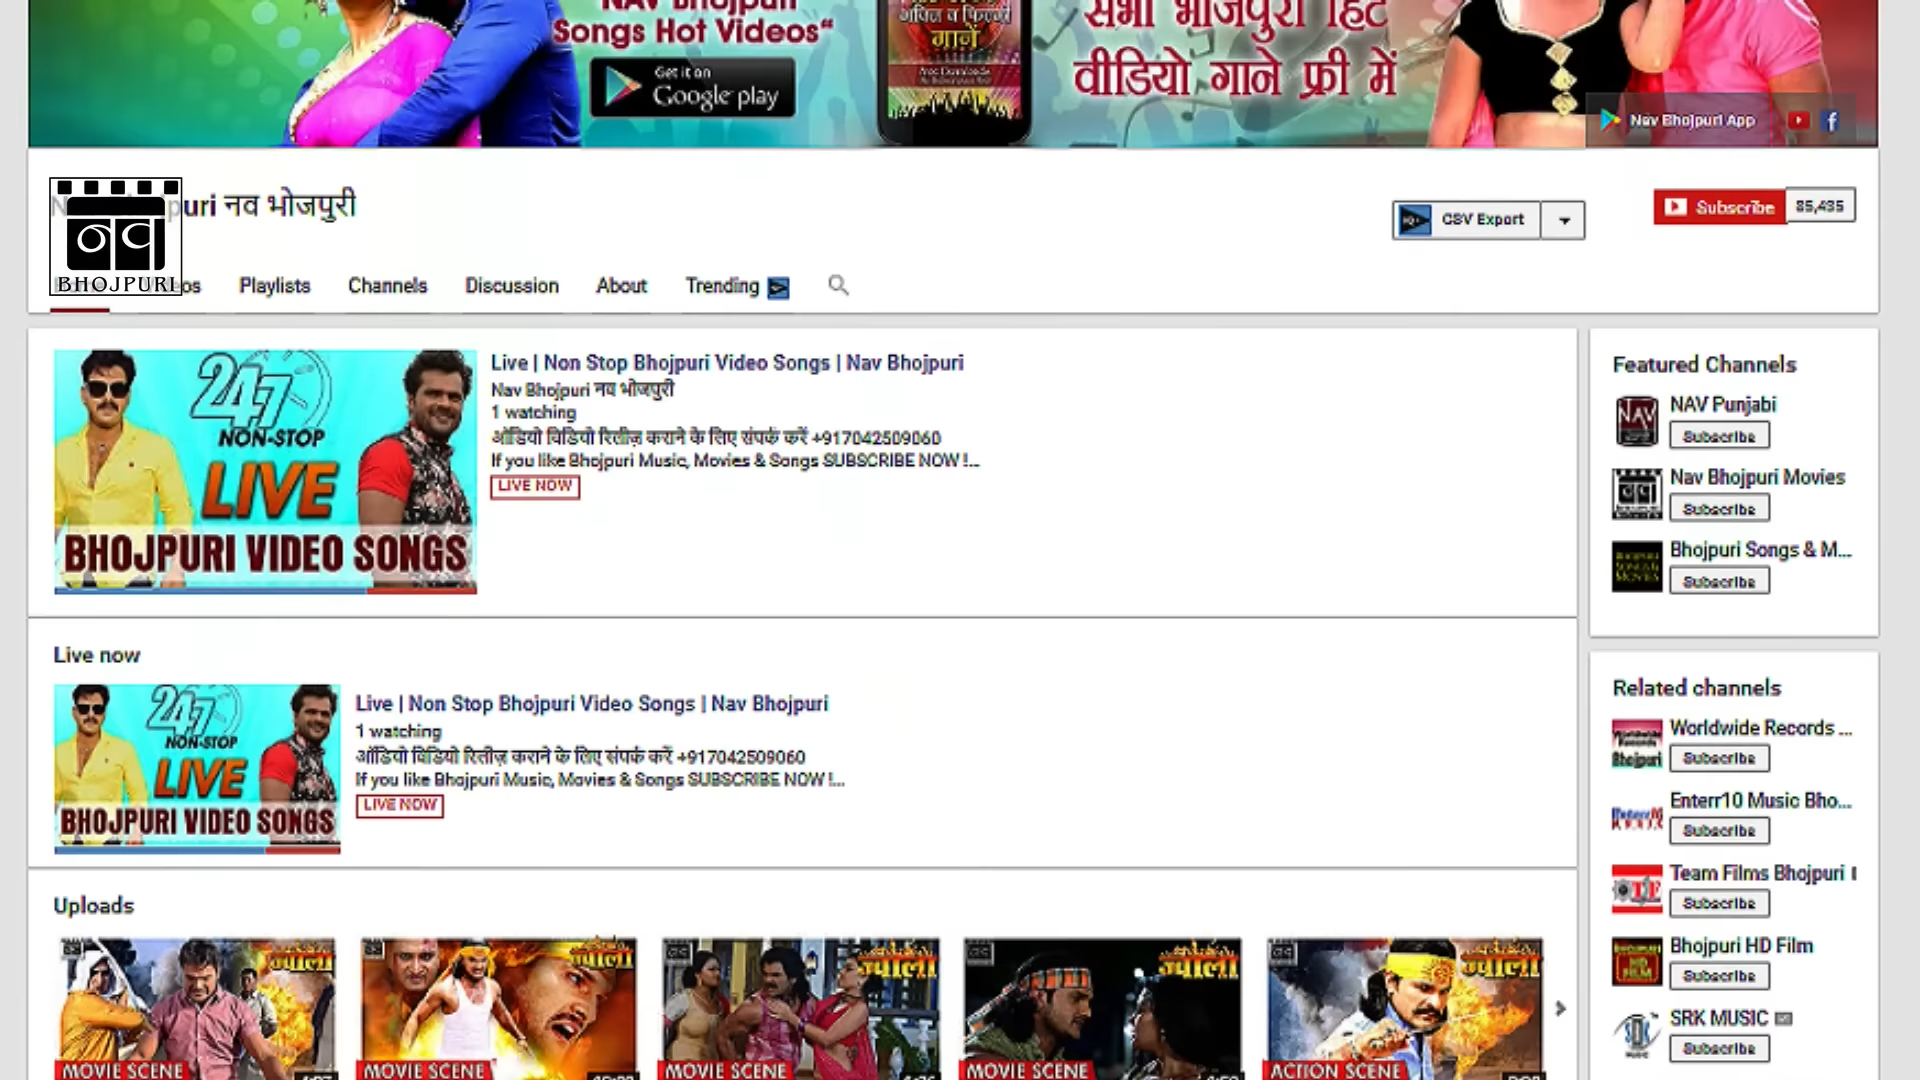 NAV Bhojpuri
Songs Hot Videos"
Get it on
Google play
सभी भोजपुरी हिट
वीडियो गाने फ्री में
गाने
Nav Bhojpuri App
नव
BHOJPURI
puri नव भोजपुरी
CSV Export
Subscribe
85,435
Playlists
Channels
Discussion
About
Trending
24/7
NON-STOP
LIVE
BHOJPURI VIDEO SONGS
Live | Non Stop Bhojpuri Video Songs | Nav Bhojpuri
Nav Bhojpuri नव भोजपुरी
1 watching
ऑडियो विडियो रिलीज़ कराने के लिए संपर्क करें +917042509060
If you like Bhojpuri Music, Movies & Songs SUBSCRIBE NOW !...
LIVE NOW
Live now
24/7
NON-STOP
LIVE
BHOJPURI VIDEO SONGS
Live | Non Stop Bhojpuri Video Songs | Nav Bhojpuri
1 watching
ऑडियो विडियो रिलीज़ कराने के लिए संपर्क करें +917042509060
If you like Bhojpuri Music, Movies & Songs SUBSCRIBE NOW !...
LIVE NOW
Uploads
ज्वाला
MOVIE SCENE
ज्वाला
MOVIE SCENE
ज्वाला
MOVIE SCENE
ज्वाला
MOVIE SCENE
ज्वाला
ACTION SCENE
Featured Channels
NAV
NAV Punjabi
Subscribe
Nav Bhojpuri Movies
Subscribe
Bhojpuri Songs & M...
Subscribe
Related channels
Worldwide Records ...
Subscribe
Enterr10 Music Bho...
Subscribe
Team Films Bhojpuri
Subscribe
Bhojpuri HD Film
Subscribe
SRK MUSIC
Subscribe